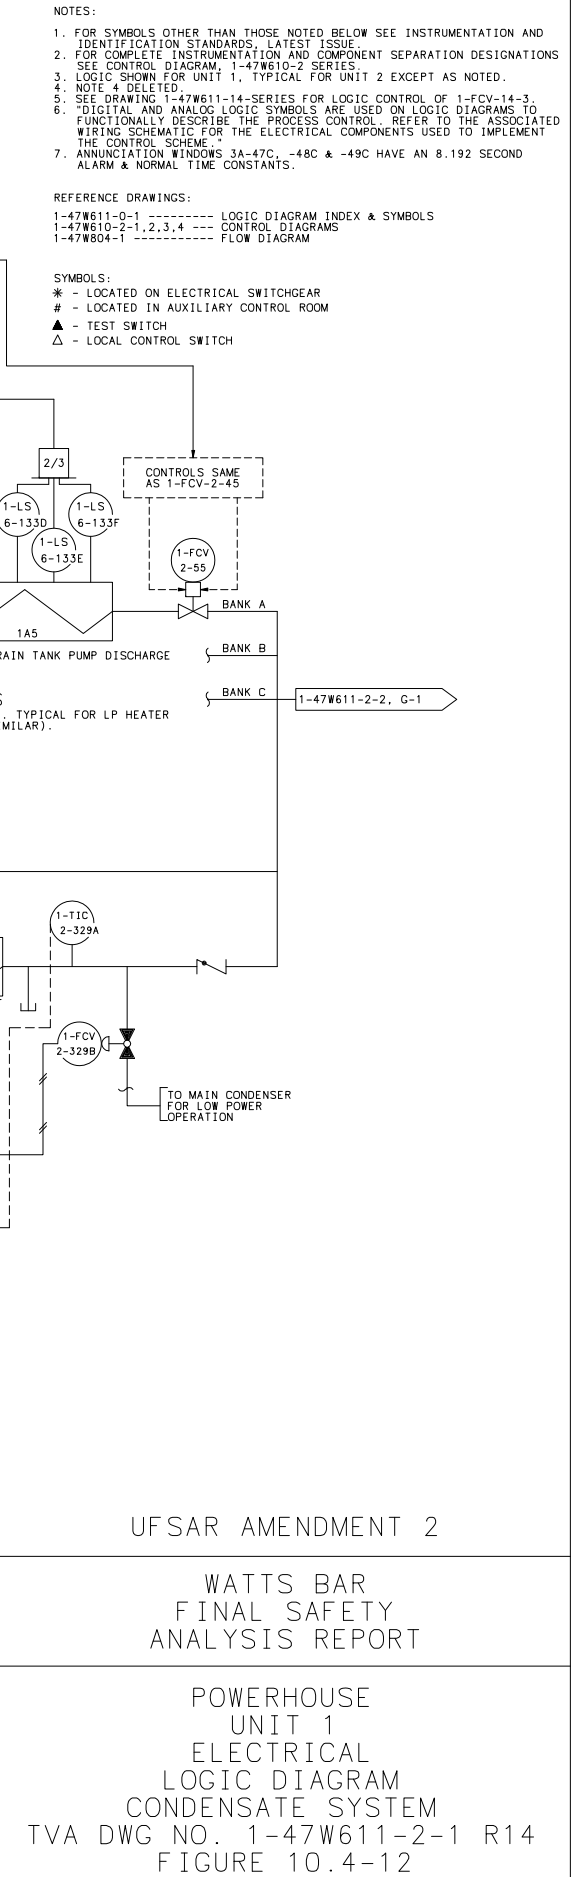 NOTES:
1. FOR SYMBOLS OTHER THAN THOSE NOTED BELOW SEE INSTRUMENTATION AND
IDENTIFICATION STANDARDS, LATEST ISSUE.
2. FOR COMPLETE INSTRUMENTATION AND COMPONENT SEPARATION DESIGNATIONS
SEE CONTROL DIAGRAM, 1-47W610-2 SERIES.
3. LOGIC SHOWN FOR UNIT 1, TYPICAL FOR UNIT 2 EXCEPT AS NOTED.
4. NOTE 4 DELETED.
5. SEE DRAWING 1-47W611-14-SERIES FOR LOGIC CONTROL OF 1-FCV-14-3.
6. "DIGITAL AND ANALOG LOGIC SYMBOLS ARE USED ON LOGIC DIAGRAMS TO
FUNCTIONALLY DESCRIBE THE PROCESS CONTROL. REFER TO THE ASSOCIATED
WIRING SCHEMATIC FOR THE ELECTRICAL COMPONENTS USED TO IMPLEMENT
THE CONTROL SCHEME."
7. ANNUNCIATION WINDOWS 3A-47C, -48C & -49C HAVE AN 8.192 SECOND
ALARM & NORMAL TIME CONSTANTS.
REFERENCE DRAWINGS:
1-47W611-0-1 --------- LOGIC DIAGRAM INDEX & SYMBOLS
1-47W610-2-1,2,3,4 --- CONTROL DIAGRAMS
1-47W804-1 ----------- FLOW DIAGRAM
SYMBOLS:
* - LOCATED ON ELECTRICAL SWITCHGEAR
# - LOCATED IN AUXILIARY CONTROL ROOM
▲ - TEST SWITCH
△ - LOCAL CONTROL SWITCH
2/3
CONTROLS SAME
AS 1-FCV-2-45
1-LS
6-133D
1-LS
6-133F
1-LS
6-133E
1-FCV
2-55
BANK A
1A5
BANK B
RAIN TANK PUMP DISCHARGE
BANK C
1-47W611-2-2, G-1
. TYPICAL FOR LP HEATER
MILAR).
1-TIC
2-329A
1-FCV
2-329B
TO MAIN CONDENSER
FOR LOW POWER
OPERATION
UFSAR AMENDMENT 2
WATTS BAR
FINAL SAFETY
ANALYSIS REPORT
POWERHOUSE
UNIT 1
ELECTRICAL
LOGIC DIAGRAM
CONDENSATE SYSTEM
TVA DWG NO. 1-47W611-2-1 R14
FIGURE 10.4-12